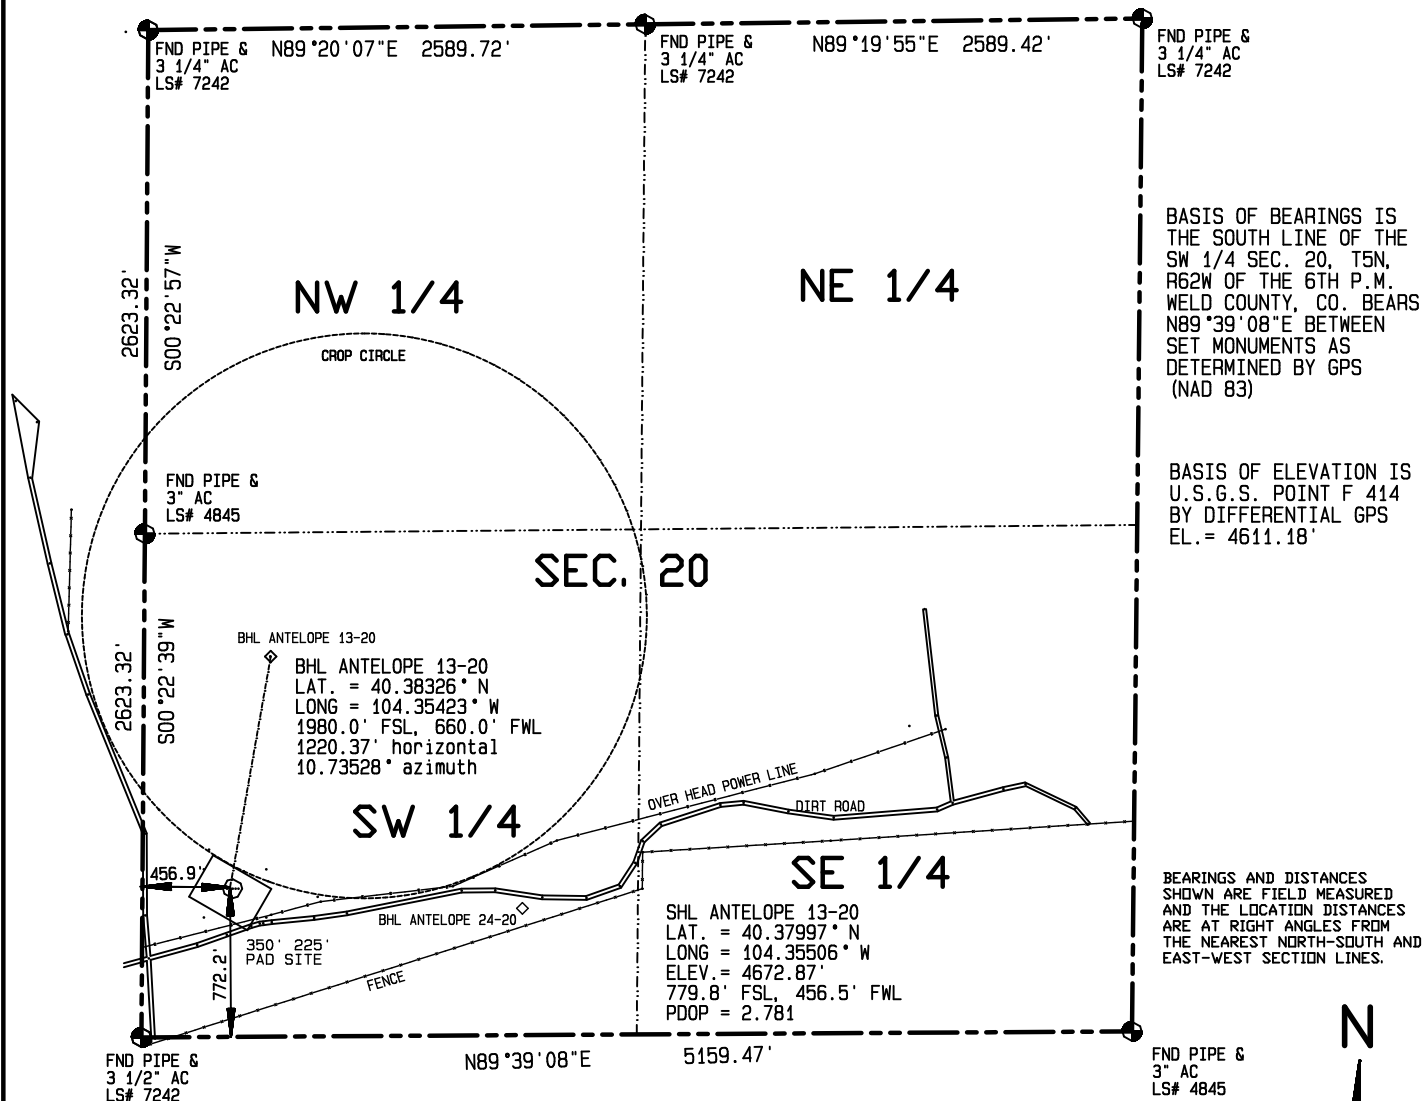 FND PIPE &
3 1/4" AC
LS# 7242
N89°20'07"E 2589.72'
FND PIPE &
3 1/4" AC
LS# 7242
N89°19'55"E 2589.42'
FND PIPE &
3 1/4" AC
LS# 7242
BASIS OF BEARINGS IS
THE SOUTH LINE OF THE
SW 1/4 SEC. 20, T5N,
R62W OF THE 6TH P.M.
WELD COUNTY, CO. BEARS
N89°39'08"E BETWEEN
SET MONUMENTS AS
DETERMINED BY GPS
(NAD 83)
2623.32'
S00°22'57"W
NW 1/4
NE 1/4
CROP CIRCLE
FND PIPE &
3" AC
LS# 4845
BASIS OF ELEVATION IS
U.S.G.S. POINT F 414
BY DIFFERENTIAL GPS
EL.= 4611.18'
SEC. 20
2623.32'
S00°22'39"W
BHL ANTELOPE 13-20
BHL ANTELOPE 13-20
LAT. = 40.38326° N
LONG = 104.35423° W
1980.0' FSL, 660.0' FWL
1220.37' horizontal
10.73528° azimuth
OVER HEAD POWER LINE
DIRT ROAD
SW 1/4
SE 1/4
456.9'
772.2'
350' 225'
PAD SITE
BHL ANTELOPE 24-20
FENCE
SHL ANTELOPE 13-20
LAT. = 40.37997° N
LONG = 104.35506° W
ELEV.= 4672.87'
779.8' FSL, 456.5' FWL
PDOP = 2.781
BEARINGS AND DISTANCES
SHOWN ARE FIELD MEASURED
AND THE LOCATION DISTANCES
ARE AT RIGHT ANGLES FROM
THE NEAREST NORTH-SOUTH AND
EAST-WEST SECTION LINES.
N
FND PIPE &
3 1/2" AC
LS# 7242
N89°39'08"E
5159.47'
FND PIPE &
3" AC
LS# 4845